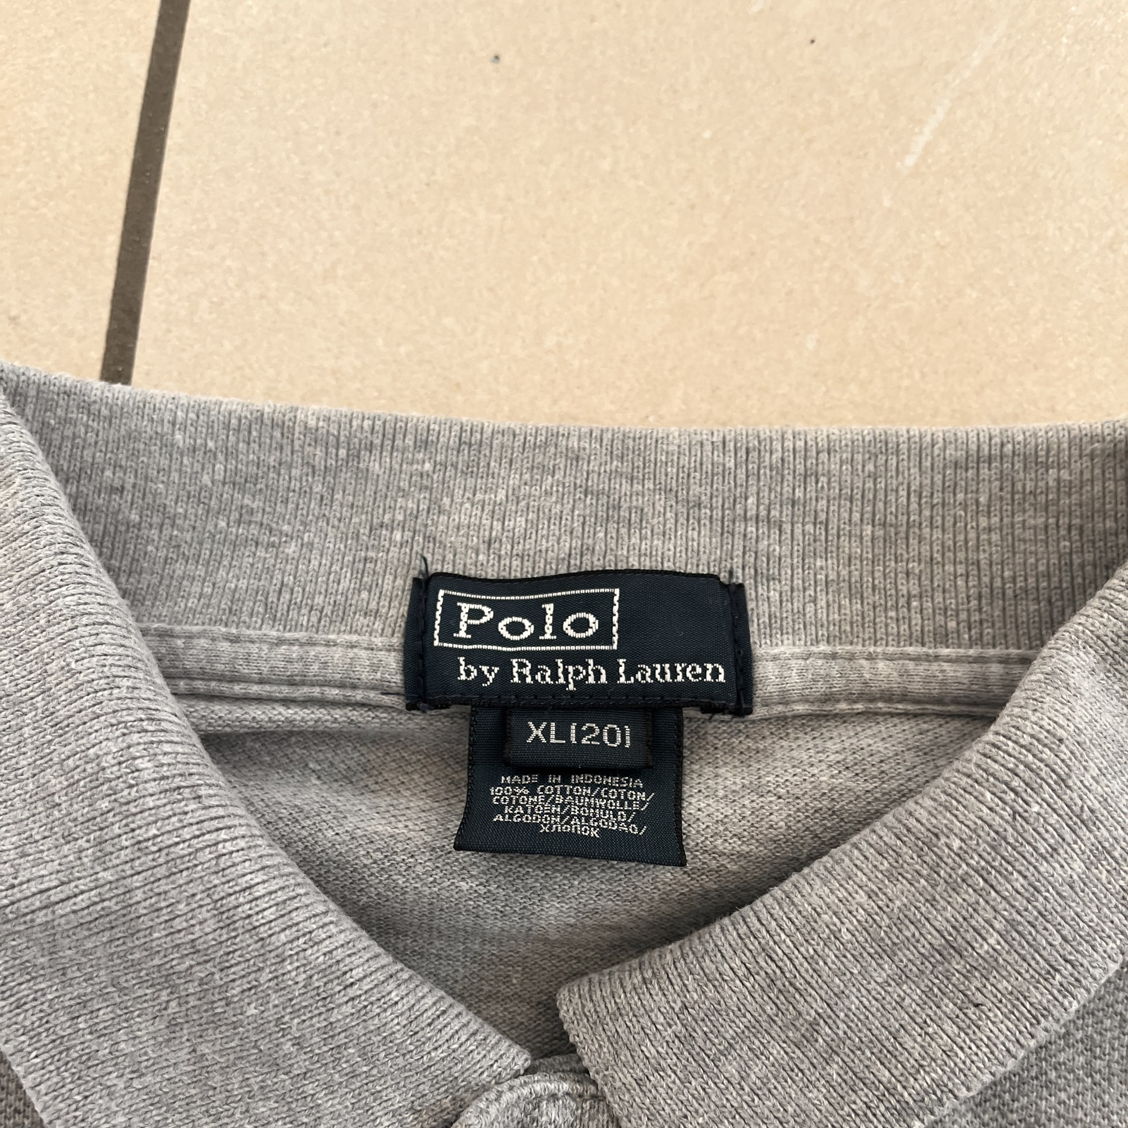 Polo
by Ralph Lauren
XL(20)
MADE IN INDONESIA
100% COTTON/COTON/
COTONE/BAUMWOLLE/
KATOEN/BOMULD/
ALGODON/ALGODAO/
ХЛОПОК